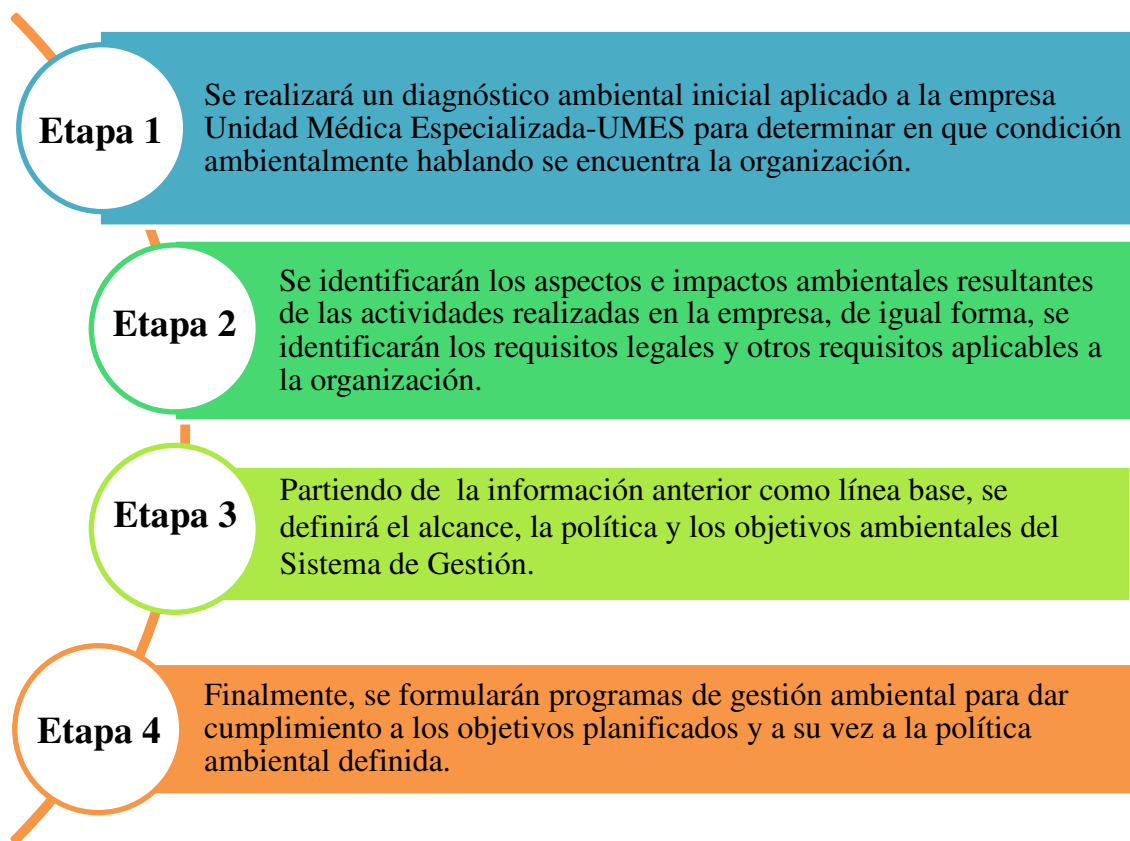 Etapa 1
Se realizará un diagnóstico ambiental inicial aplicado a la empresa
Unidad Médica Especializada-UMES para determinar en que condición
ambientalmente hablando se encuentra la organización.
Etapa 2
Se identificarán los aspectos e impactos ambientales resultantes
de las actividades realizadas en la empresa, de igual forma, se
identificarán los requisitos legales y otros requisitos aplicables a
la organización.
Etapa 3
Partiendo de la información anterior como línea base, se
definirá el alcance, la política y los objetivos ambientales del
Sistema de Gestión.
Etapa 4
Finalmente, se formularán programas de gestión ambiental para dar
cumplimiento a los objetivos planificados y a su vez a la política
ambiental definida.